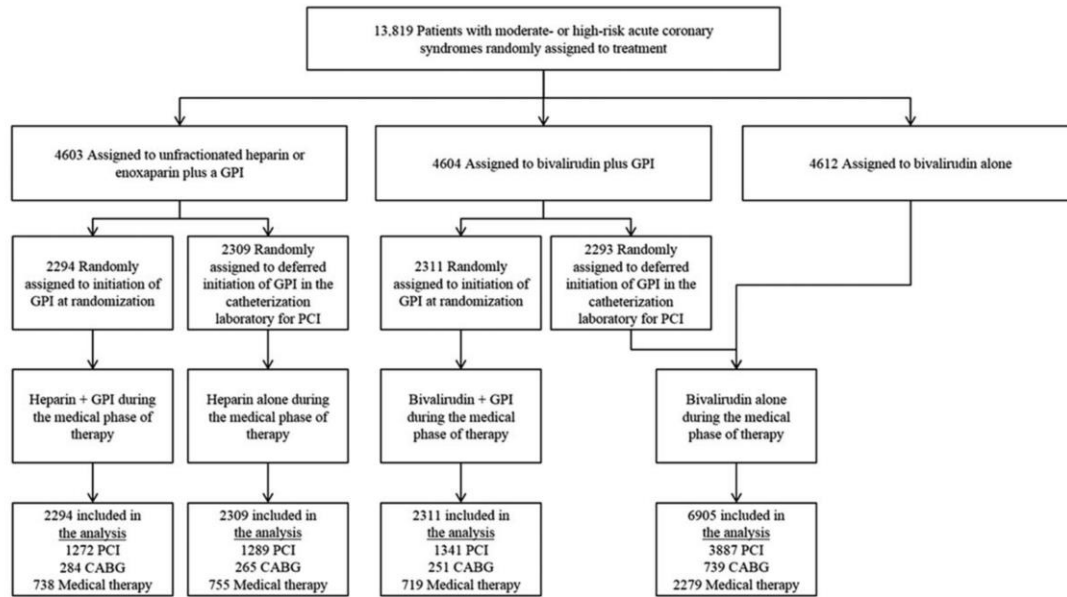 13,819 Patients with moderate- or high-risk acute coronary
syndromes randomly assigned to treatment
4603 Assigned to unfractionated heparin or
enoxaparin plus a GPI
4604 Assigned to bivalirudin plus GPI
4612 Assigned to bivalirudin alone
2294 Randomly
assigned to initiation of
GPI at randomization
2309 Randomly
assigned to deferred
initiation of GPI in the
catheterization
laboratory for PCI
2311 Randomly
assigned to initiation of
GPI at randomization
2293 Randomly
assigned to deferred
initiation of GPI in the
catheterization
laboratory for PCI
Heparin + GPI during
the medical phase of
therapy
Heparin alone during
the medical phase of
therapy
Bivalirudin + GPI
during the medical
phase of therapy
Bivalirudin alone
during the medical
phase of therapy
2294 included in
the analysis
1272 PCI
284 CABG
738 Medical therapy
2309 included in
the analysis
1289 PCI
265 CABG
755 Medical therapy
2311 included in
the analysis
1341 PCI
251 CABG
719 Medical therapy
6905 included in
the analysis
3887 PCI
739 CABG
2279 Medical therapy